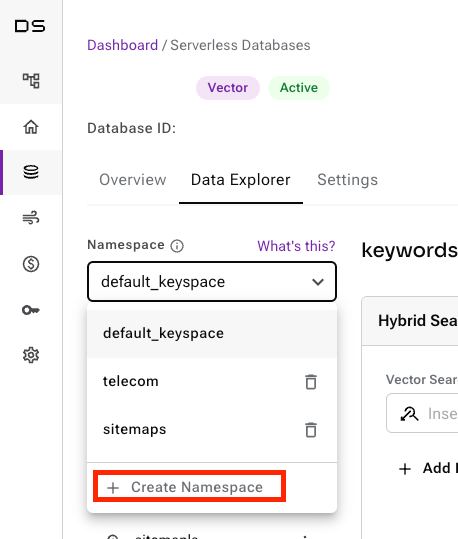 DS
Dashboard / Serverless Databases
Vector Active
Database ID:
Overview Data Explorer Settings
Namespace What's this?
keywords
default_keyspace
default_keyspace
Hybrid Sea
telecom
Vector Sear
sitemaps
Inse
+ Add
+ Create Namespace